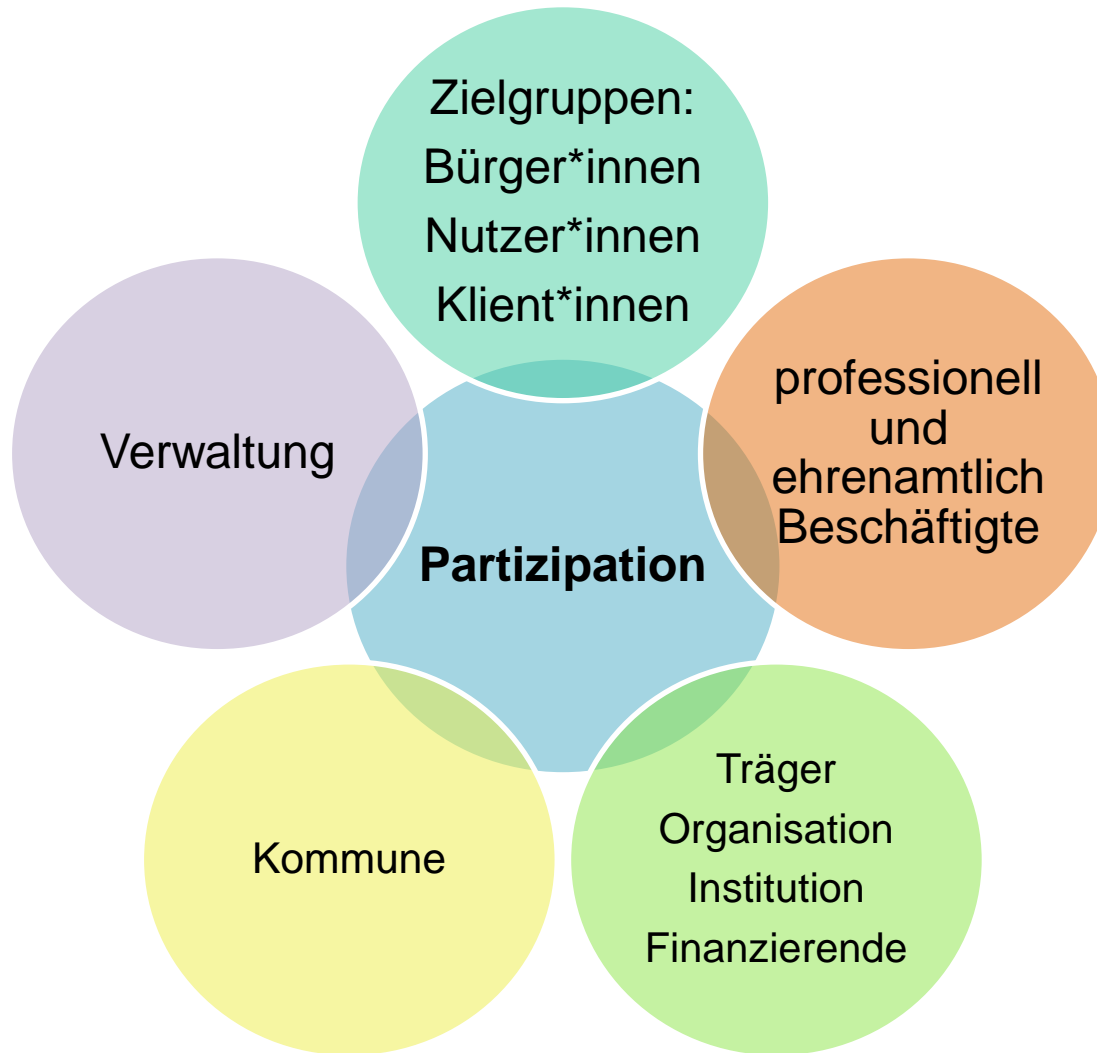 Zielgruppen:
Bürger*innen
Nutzer*innen
Klient*innen
professionell
und
ehrenamtlich
Beschäftigte
Verwaltung
Partizipation
Träger
Organisation
Institution
Finanzierende
Kommune